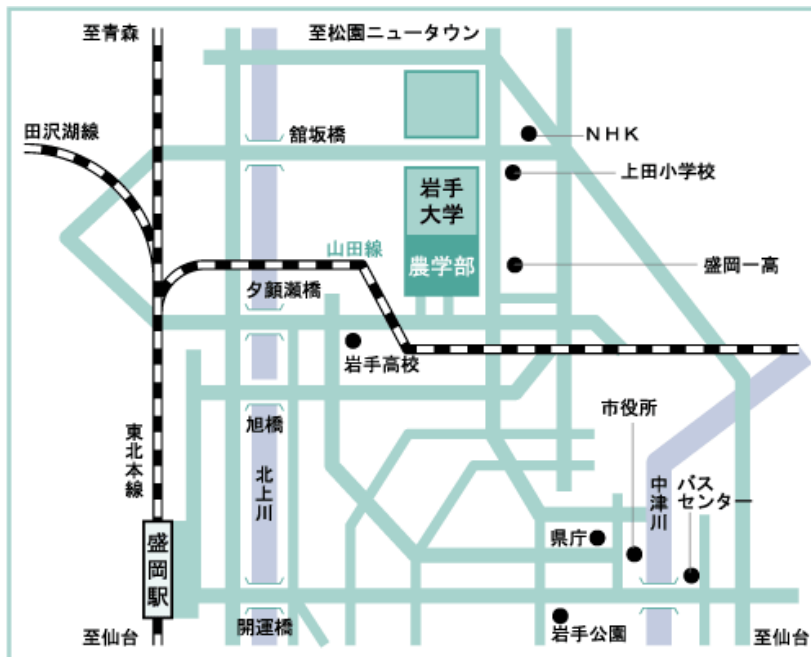 至青森
至松園ニュータウン
田沢湖線
舘坂橋
NHK
上田小学校
岩手
大学
山田線
農学部
盛岡一高
夕顔瀬橋
岩手高校
市役所
旭橋
東北本線
北上川
中津川
バス
センター
盛岡駅
県庁
至仙台
開運橋
岩手公園
至仙台